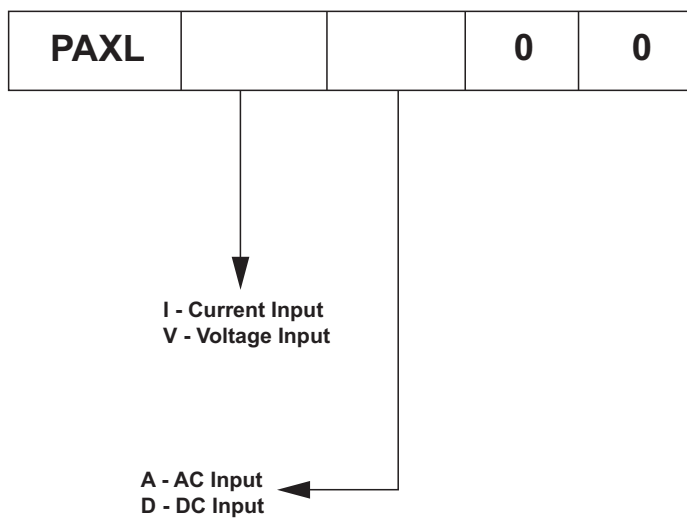 PAXL 0 0
I - Current Input
V - Voltage Input
A - AC Input
D - DC Input